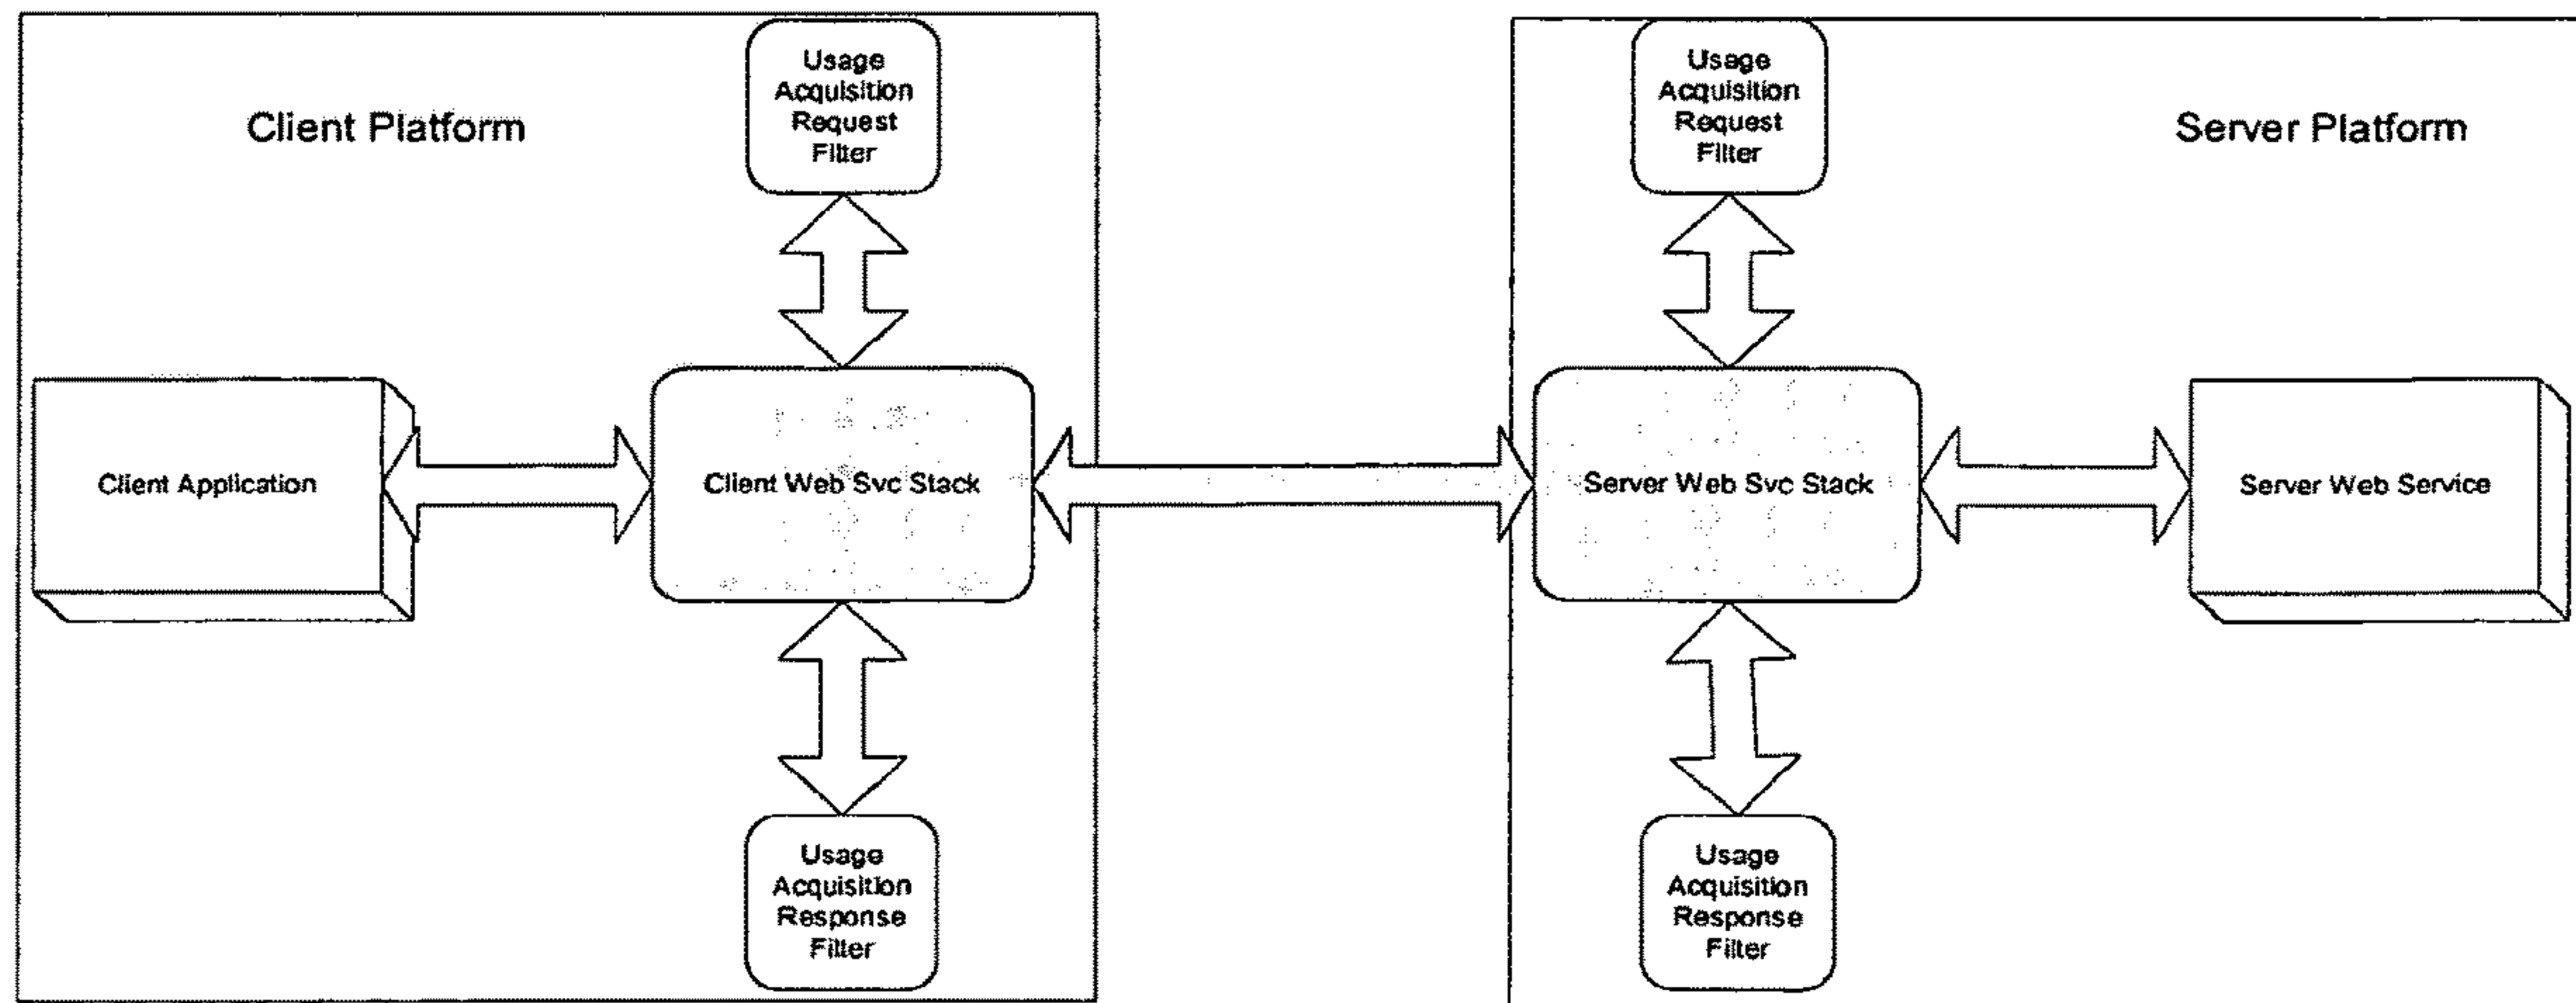 Client Platform
Usage
Acquisition
Request
Filter
Client Application
Client Web Svc Stack
Usage
Acquisition
Response
Filter
Server Platform
Usage
Acquisition
Request
Filter
Server Web Svc Stack
Server Web Service
Usage
Acquisition
Response
Filter